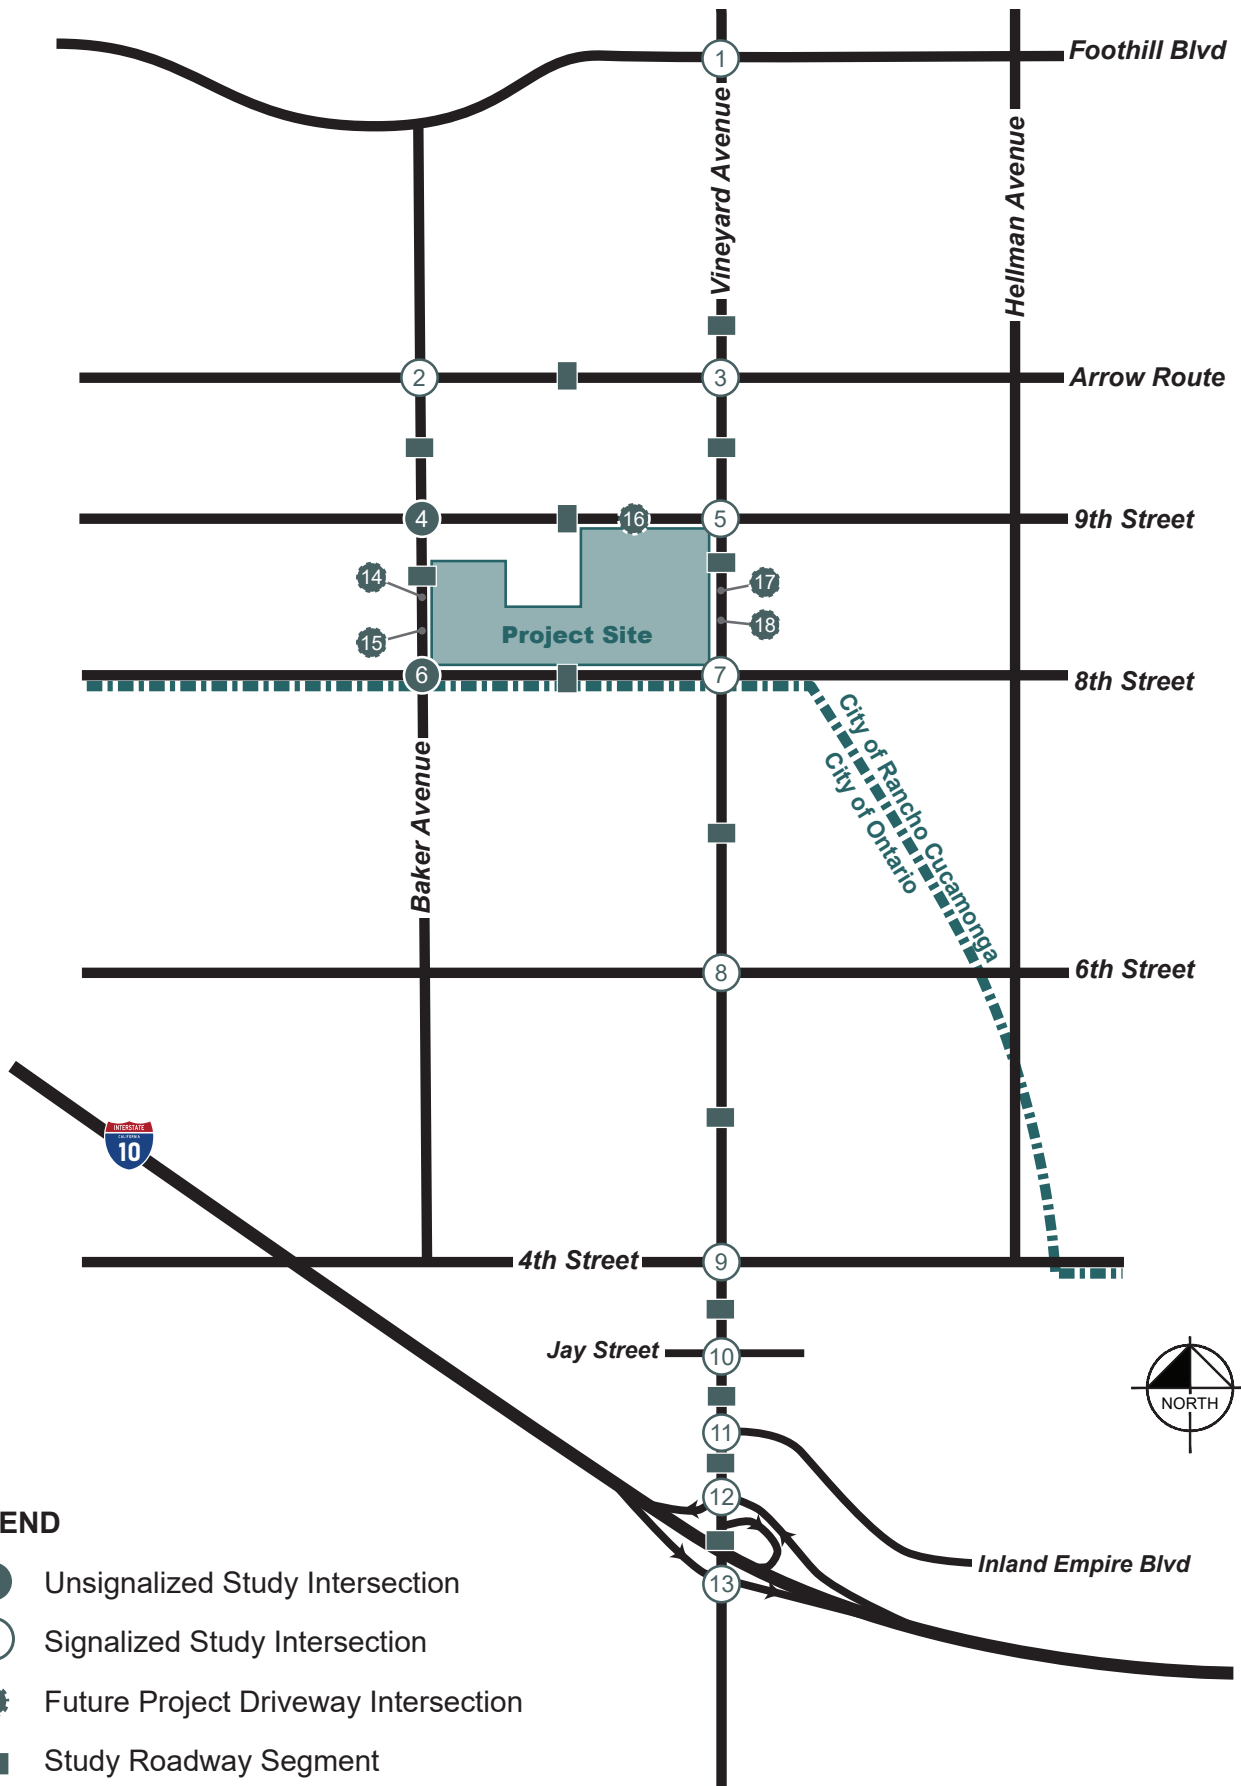 Foothill Blvd
1
Vineyard Avenue
Hellman Avenue
2
3
Arrow Route
4
16
5
9th Street
14
17
15
Project Site
18
6
7
8th Street
City of Rancho Cucamonga
City of Ontario
Baker Avenue
8
6th Street
INTERSTATE
CALIFORNIA
10
4th Street
9
Jay Street
10
NORTH
11
12
Inland Empire Blvd
13
END
Unsignalized Study Intersection
Signalized Study Intersection
Future Project Driveway Intersection
Study Roadway Segment